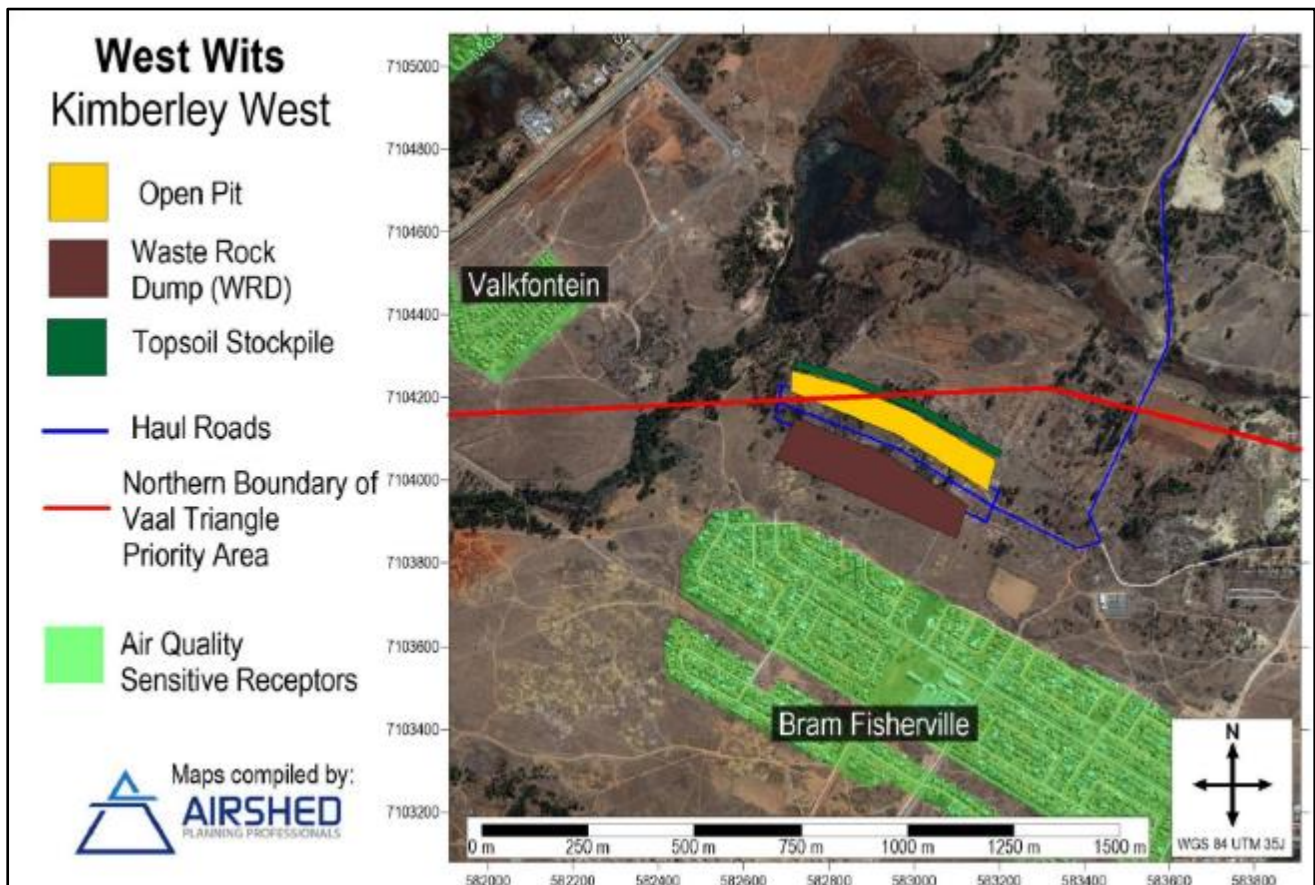 West Wits
Kimberley West
Open Pit
Waste Rock
Dump (WRD)
Topsoil Stockpile
Haul Roads
Northern Boundary of
Vaal Triangle
Priority Area
Air Quality
Sensitive Receptors
Maps compiled by:
AIRSHED
PLANNING PROFESSIONALS
7105000
7104800
7104600
7104400
7104200
7104000
7103800
7103600
7103400
7103200
Valkfontein
Bram Fisherville
N
WGS 84 UTM 35J
0 m 250 m 500 m 750 m 1000 m 1250 m 1500 m
582000 582200 582400 582600 582800 583000 583200 583400 583600 583800